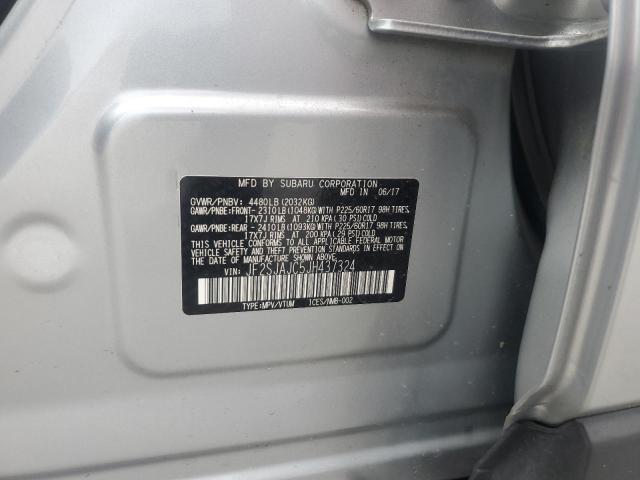 MFD BY SUBARU CORPORATION
MFD IN 06/17
GVWR/PNBV: 4480LB(2032KG)
GAWR/PNBE:FRONT- 2310LB(1048KG)WITH P225/60R17 98H TIRES,
17X7J RIMS AT 210 KPA(30 PSI)COLD
GAWR/PNBE:REAR - 2410LB(1093KG)WITH P225/60R17 98H TIRES,
17X7J RIMS AT 200 KPA(29 PSI)COLD
THIS VEHICLE CONFORMS TO ALL APPLICABLE FEDERAL MOTOR
VEHICLE SAFETY STANDARDS IN EFFECT ON
THE DATE OF MANUFACTURE SHOWN ABOVE.
VIN: JF2SJAJC5JH437324
TYPE:MPV/VTUM ICES/NMB-002